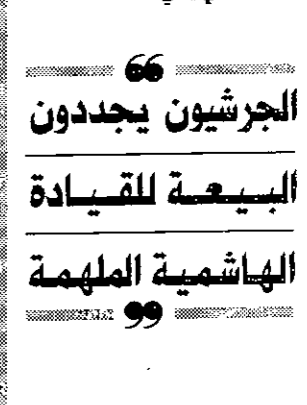 الجرشيون يجددون
البيعة للقيادة
الهاشمية الملهمة